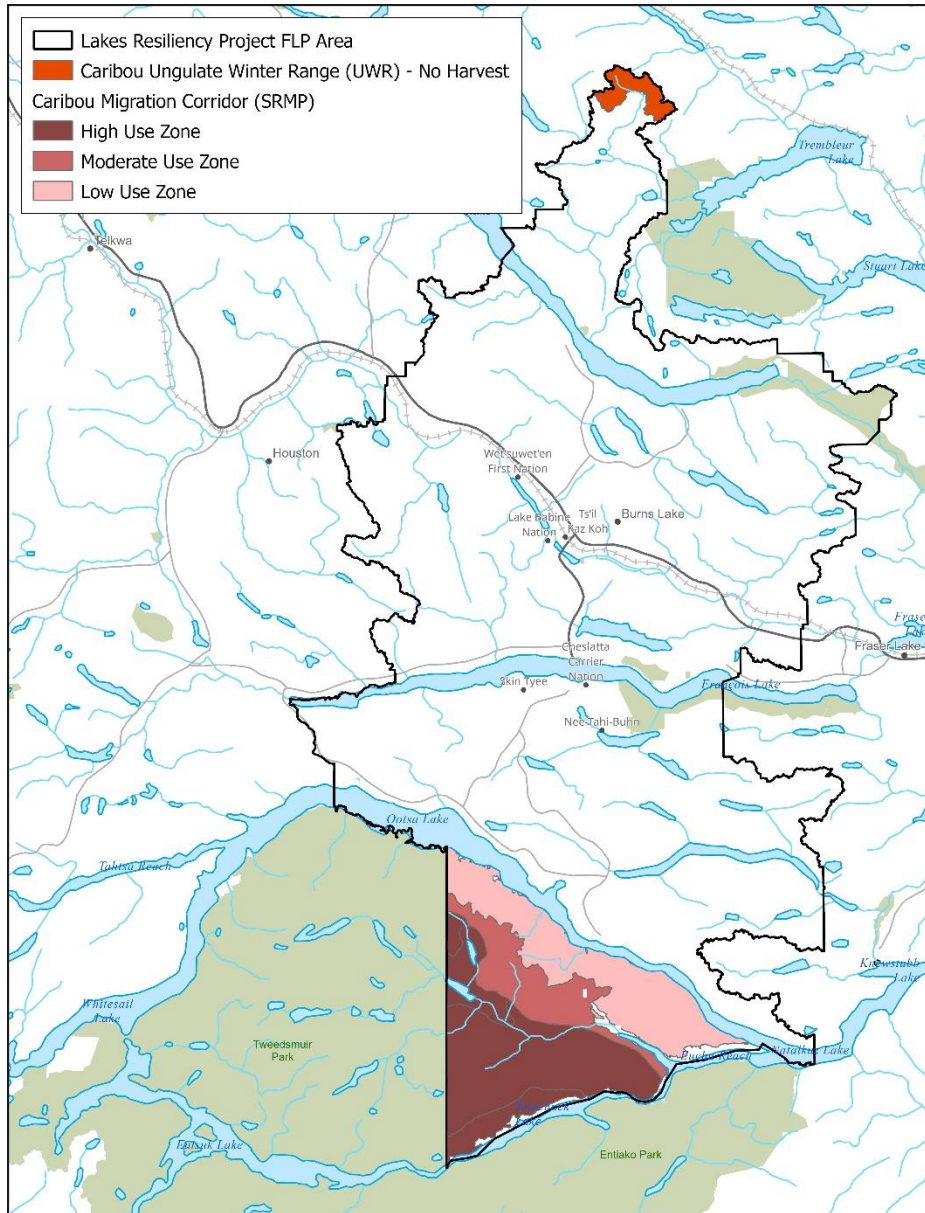 Lakes Resiliency Project FLP Area
Caribou Ungulate Winter Range (UWR) - No Harvest
Caribou Migration Corridor (SRMP)
High Use Zone
Moderate Use Zone
Low Use Zone
Trembleur
Lake
Telkwa
Stuart Lake
Houston
Wet'suwet'en
First Nation
Lake Babine
Nation
Ts'il
Kaz Koh
Burns Lake
Fraser Lake
Cheslatta
Carrier
Nation
Skin Tyee
François Lake
Nee-Tahi-Buhn
Ootsa Lake
Tahtsa Reach
Knewstubb
Lake
Whitesail
Lake
Tweedsmuir
Park
Natalkuz Lake
Lake
Eutsuk Lake
Entiako Park